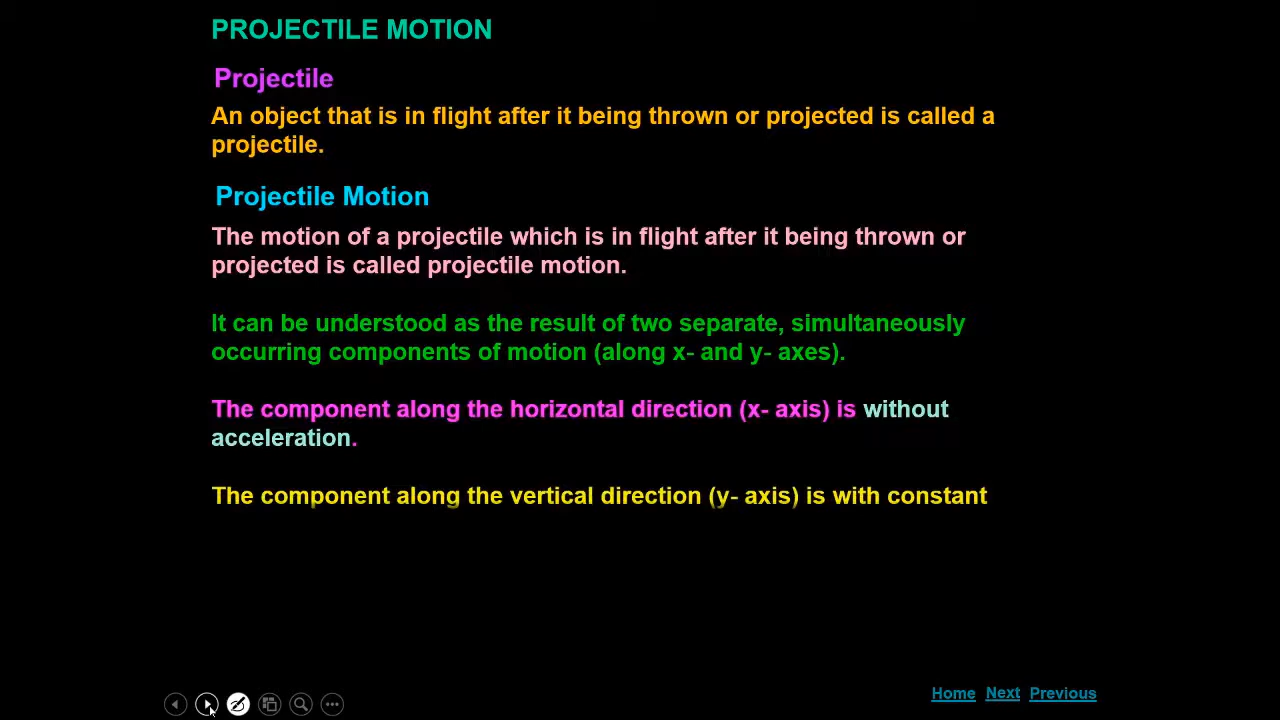 PROJECTILE MOTION
Projectile
An object that is in flight after it being thrown or projected is called a
projectile.
Projectile Motion
The motion of a projectile which is in flight after it being thrown or
projected is called projectile motion.
It can be understood as the result of two separate, simultaneously
occurring components of motion (along x- and y- axes).
The component along the horizontal direction (x- axis) is without
acceleration.
The component along the vertical direction (y- axis) is with constant
Home Next Previous